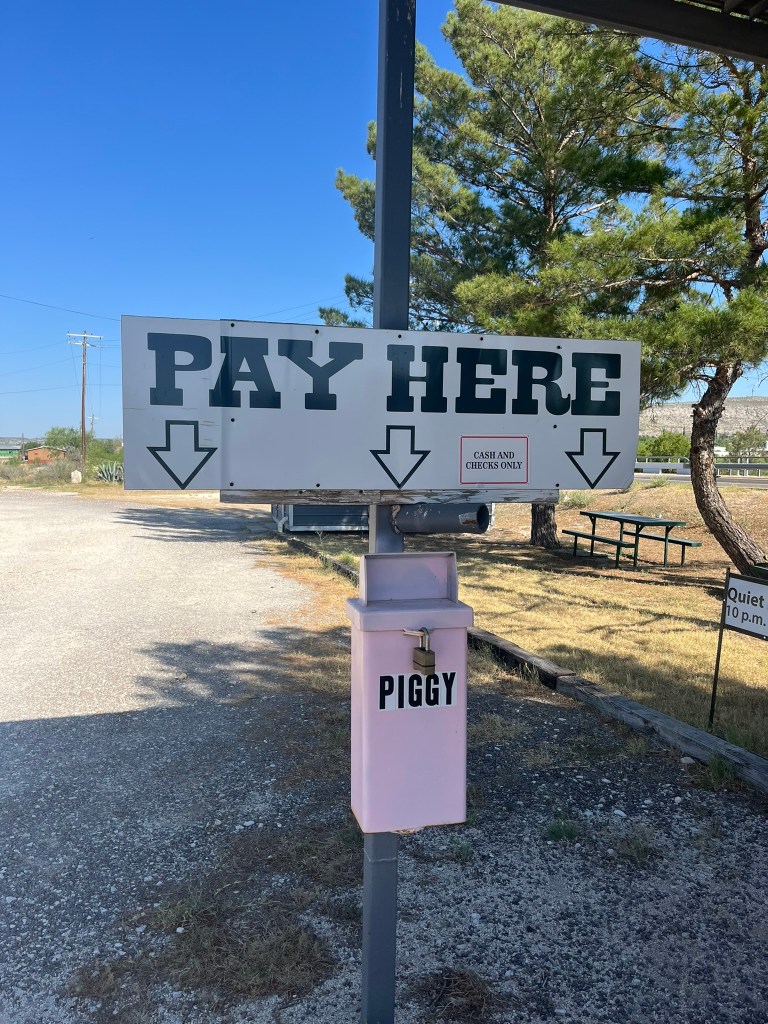 PAY HERE
CASH AND
CHECKS ONLY
PIGGY
Quiet
10 p.m.